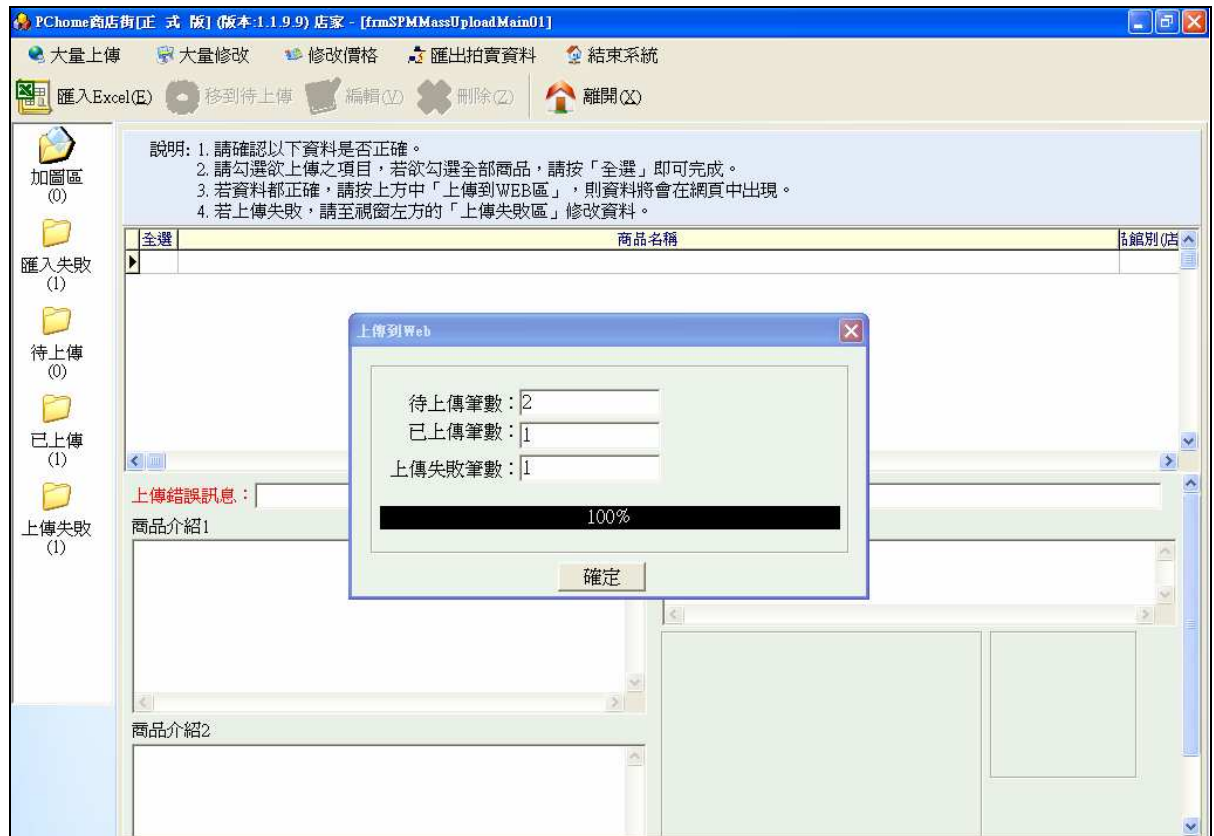 PChome商店街[正 式 版] (版本:1.1.9.9) 店家 - [frmSPMMassUploadMain01]
大量上傳 大量修改 修改價格 匯出拍賣資料 結束系統
匯入Excel(E) 移到待上傳 編輯(V) 刪除(Z) 離開(X)
加圖區
(0)
匯入失敗
(1)
待上傳
(0)
已上傳
(1)
上傳失敗
(1)
說明: 1. 請確認以下資料是否正確。
2. 請勾選欲上傳之項目，若欲勾選全部商品，請按「全選」即可完成。
3. 若資料都正確，請按上方中「上傳到WEB區」，則資料將會在網頁中出現。
4. 若上傳失敗，請至視窗左方的「上傳失敗區」修改資料。
全選 商品名稱 館別(店
上傳到Web
待上傳筆數：2
已上傳筆數：1
上傳失敗筆數：1
100%
確定
上傳錯誤訊息：
商品介紹1
商品介紹2